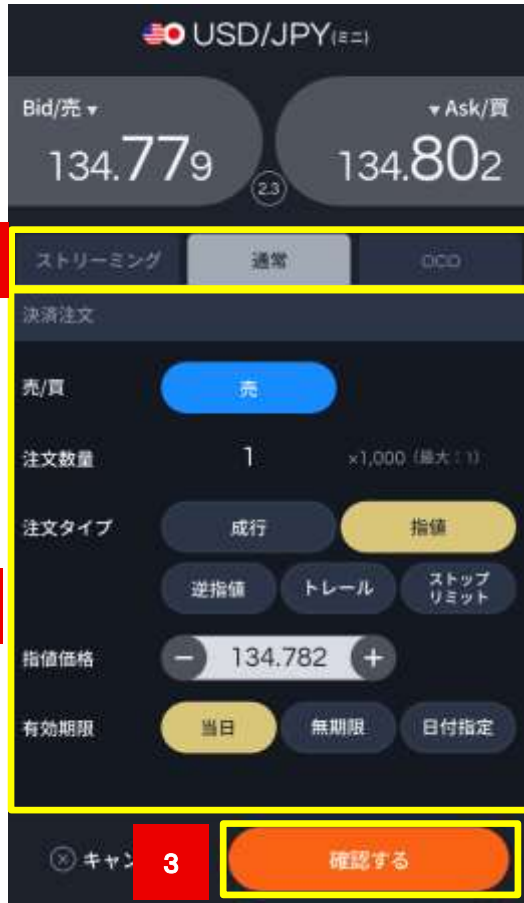 USD/JPY(ミニ)
Bid/売 ▼ ▼ Ask/買
134.779 134.802
2.3
ストリーミング 通常 OCO
決済注文
売/買 売
注文数量 1 ×1,000 (最大：1)
注文タイプ 成行 指値
逆指値 トレール ストップ
リミット
指値価格 － 134.782 ＋
有効期限 当日 無期限 日付指定
キャン 3 確認する